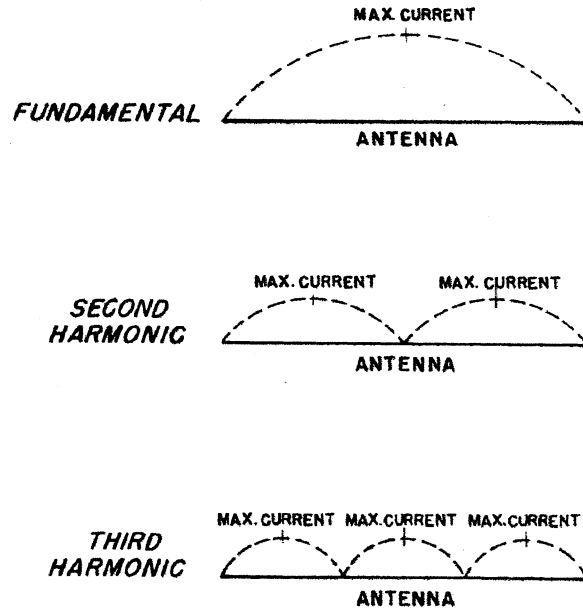 MAX. CURRENT
FUNDAMENTAL
ANTENNA
MAX. CURRENT MAX. CURRENT
SECOND
HARMONIC
ANTENNA
MAX. CURRENT MAX. CURRENT MAX. CURRENT
THIRD
HARMONIC
ANTENNA